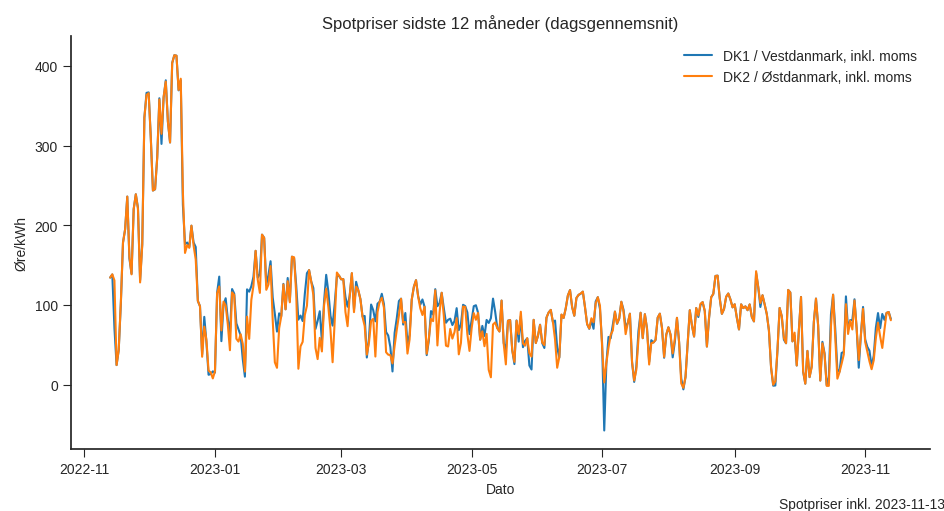 Spotpriser sidste 12 måneder (dagsgennemsnit)
DK1 / Vestdanmark, inkl. moms
DK2 / Østdanmark, inkl. moms
Øre/kWh
400
300
200
100
0
2022-11
2023-01
2023-03
2023-05
2023-07
2023-09
2023-11
Dato
Spotpriser inkl. 2023-11-13